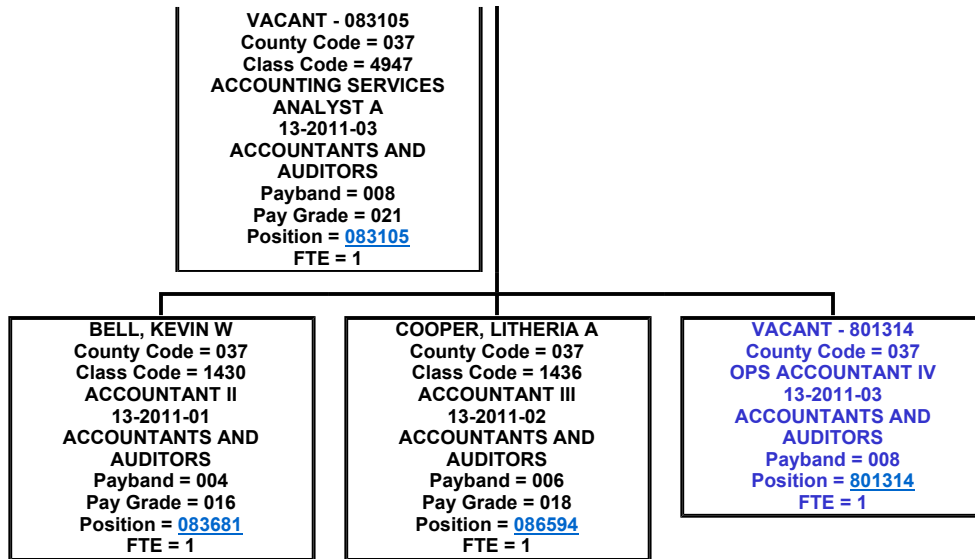 VACANT - 083105
County Code = 037
Class Code = 4947
ACCOUNTING SERVICES
ANALYST A
13-2011-03
ACCOUNTANTS AND
AUDITORS
Payband = 008
Pay Grade = 021
Position = 083105
FTE = 1
BELL, KEVIN W
County Code = 037
Class Code = 1430
ACCOUNTANT II
13-2011-01
ACCOUNTANTS AND
AUDITORS
Payband = 004
Pay Grade = 016
Position = 083681
FTE = 1
COOPER, LITHERIA A
County Code = 037
Class Code = 1436
ACCOUNTANT III
13-2011-02
ACCOUNTANTS AND
AUDITORS
Payband = 006
Pay Grade = 018
Position = 086594
FTE = 1
VACANT - 801314
County Code = 037
OPS ACCOUNTANT IV
13-2011-03
ACCOUNTANTS AND
AUDITORS
Payband = 008
Position = 801314
FTE = 1